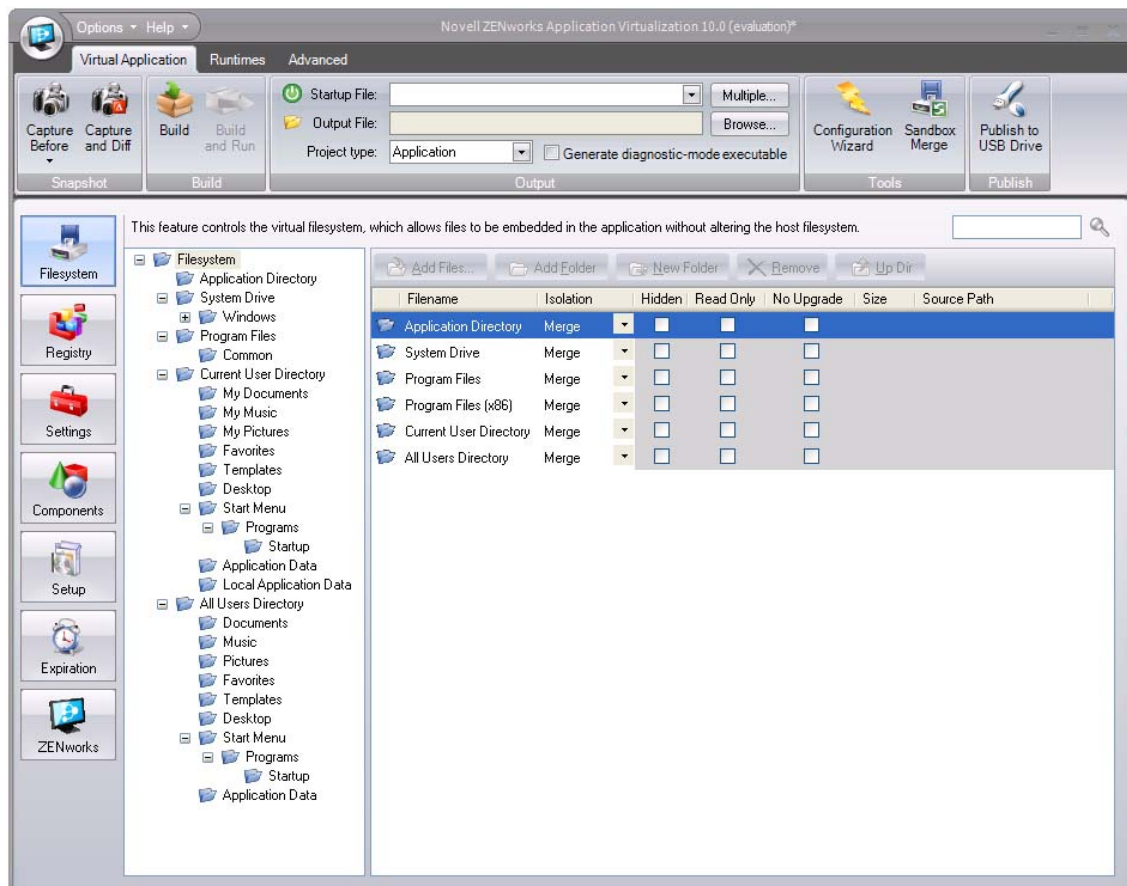 Options Help
Novell ZENworks Application Virtualization 10.0 (evaluation)*
Virtual Application Runtimes Advanced
Capture Before
Capture and Diff
Snapshot
Build
Build and Run
Build
Startup File: Multiple...
Output File: Browse...
Project type: Application Generate diagnostic-mode executable
Output
Configuration Wizard
Sandbox Merge
Tools
Publish to USB Drive
Publish
This feature controls the virtual filesystem, which allows files to be embedded in the application without altering the host filesystem.
Filesystem
Registry
Settings
Components
Setup
Expiration
ZENworks
Filesystem
Application Directory
System Drive
Windows
Program Files
Common
Current User Directory
My Documents
My Music
My Pictures
Favorites
Templates
Desktop
Start Menu
Programs
Startup
Application Data
Local Application Data
All Users Directory
Documents
Music
Pictures
Favorites
Templates
Desktop
Start Menu
Programs
Startup
Application Data
Add Files... Add Folder New Folder Remove Up Dir
Filename Isolation Hidden Read Only No Upgrade Size Source Path
Application Directory Merge
System Drive Merge
Program Files Merge
Program Files (x86) Merge
Current User Directory Merge
All Users Directory Merge